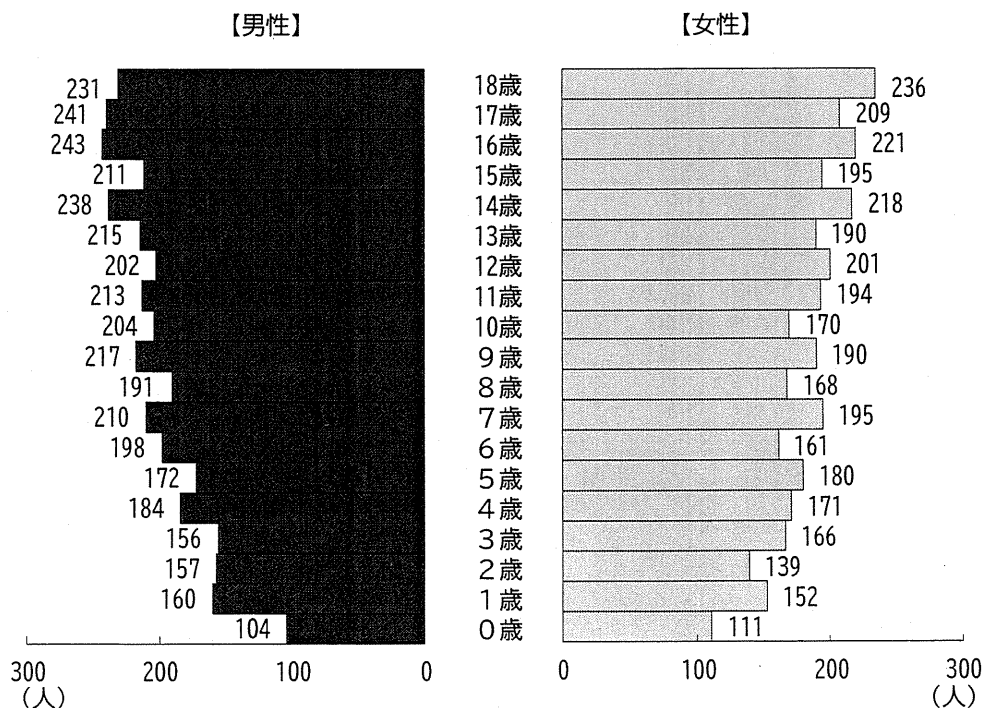 【男性】 【女性】
231 18歳 236
241 17歳 209
243 16歳 221
211 15歳 195
238 14歳 218
215 13歳 190
202 12歳 201
213 11歳 194
204 10歳 170
217 9歳 190
191 8歳 168
210 7歳 195
198 6歳 161
172 5歳 180
184 4歳 171
156 3歳 166
157 2歳 139
160 1歳 152
104 0歳 111
300 200 100 0 0 100 200 300
(人) (人)